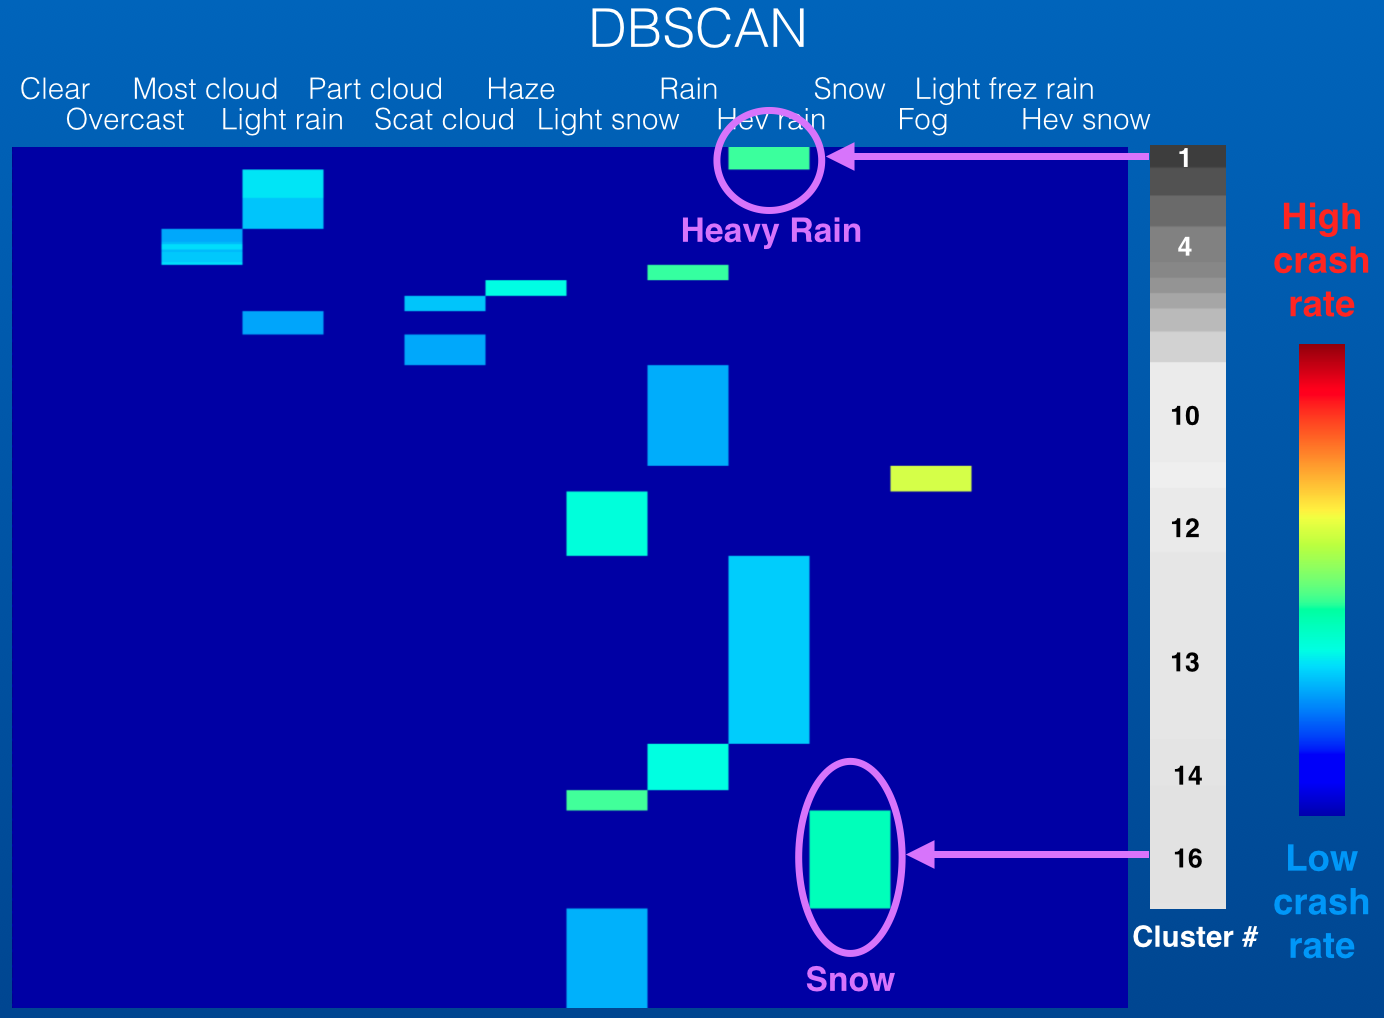 DBSCAN
Clear Most cloud Part cloud Haze Rain Snow Light frez rain
Overcast Light rain Scat cloud Light snow Hev rain Fog Hev snow
1
Heavy Rain
High
crash
rate
4
10
12
13
14
16
Low
crash
rate
Cluster #
Snow